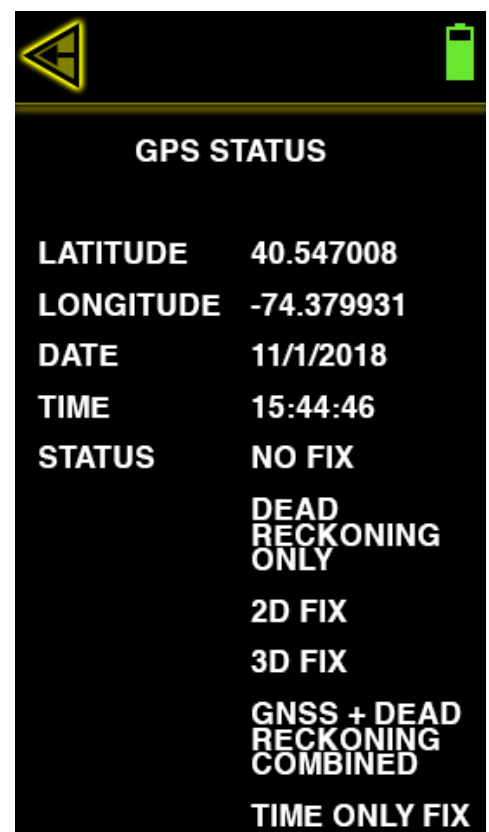 GPS STATUS
LATITUDE 40.547008
LONGITUDE -74.379931
DATE 11/1/2018
TIME 15:44:46
STATUS NO FIX
DEAD
RECKONING
ONLY
2D FIX
3D FIX
GNSS + DEAD
RECKONING
COMBINED
TIME ONLY FIX